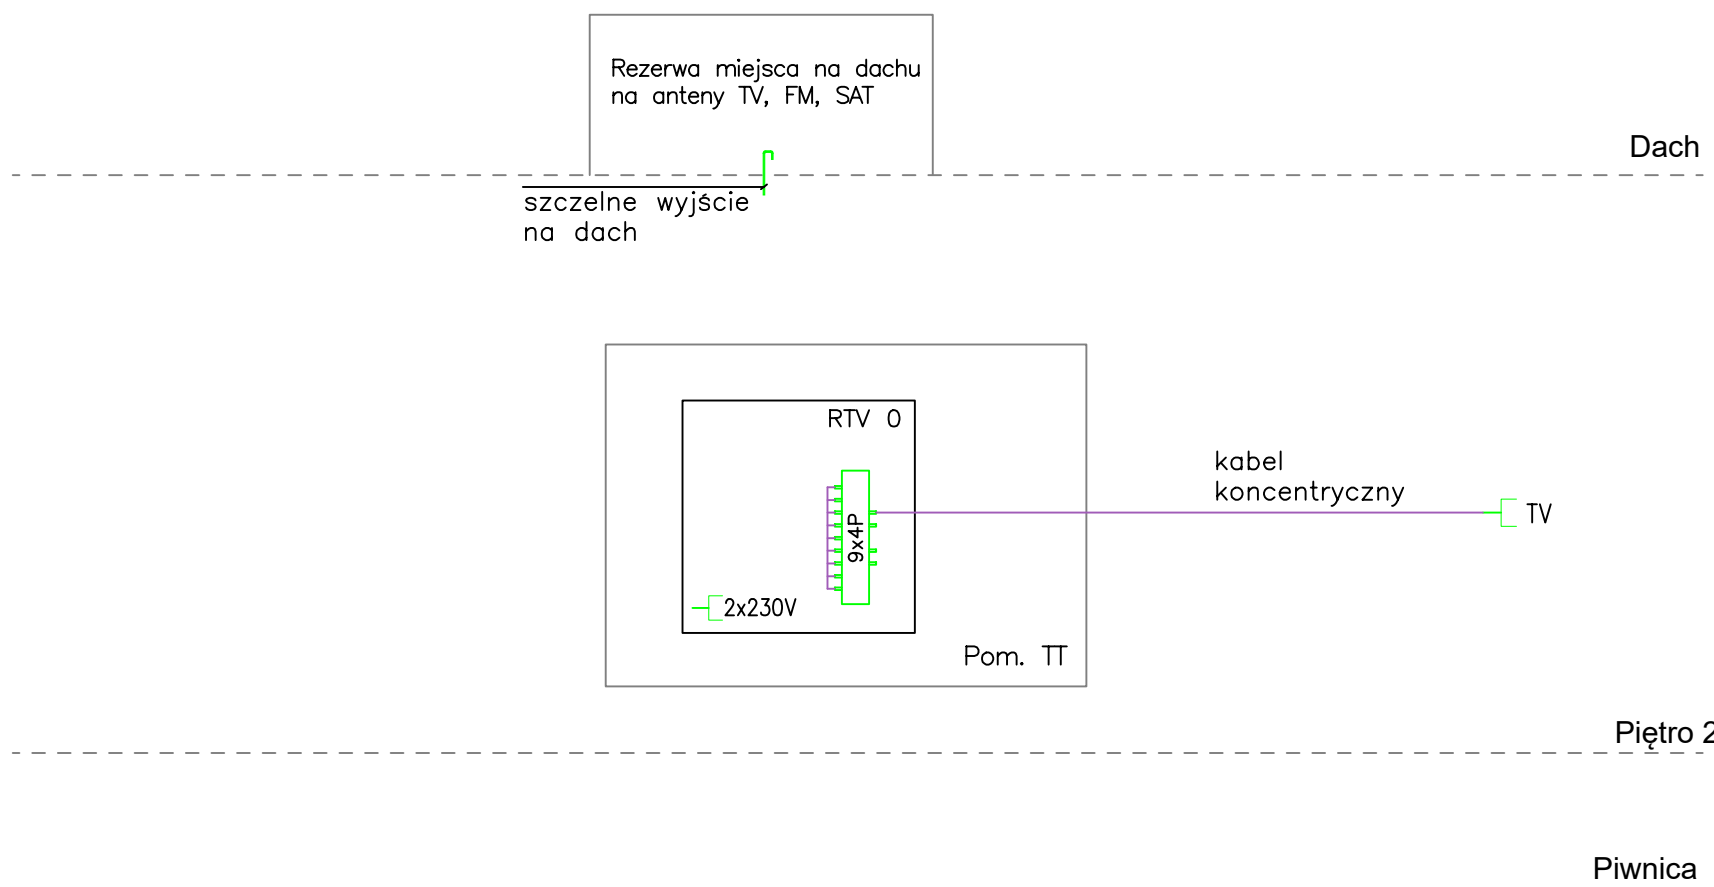 Rezerwa miejsca na dachu
na anteny TV, FM, SAT
Dach
szczelne wyjście
na dach
RTV 0
kabel
koncentryczny
TV
9x4P
2x230V
Pom. TT
Piętro 2
Piwnica